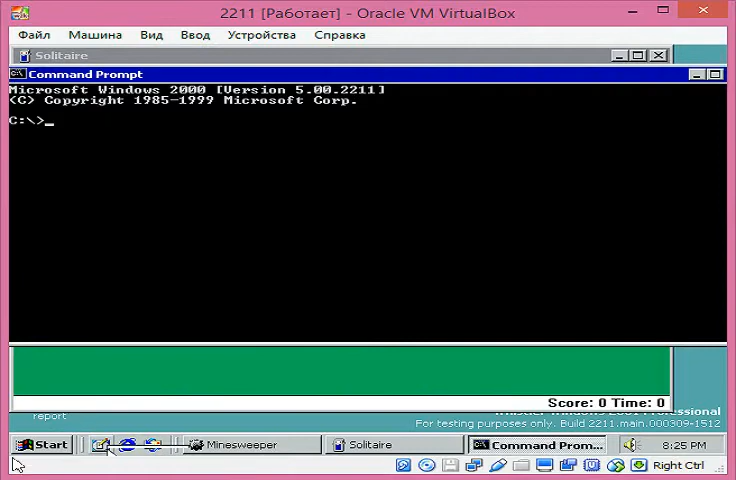 2211 [Работает] - Oracle VM VirtualBox
Файл Машина Вид Ввод Устройства Справка
Solitaire
Command Prompt
Microsoft Windows 2000 [Version 5.00.2211]
(C) Copyright 1985-1999 Microsoft Corp.
C:\>_
Score: 0 Time: 0
report
Professional
For testing purposes only. Build 2211.main.000309-1512
Start Minesweeper Solitaire Command Prom... 8:25 PM
Right Ctrl